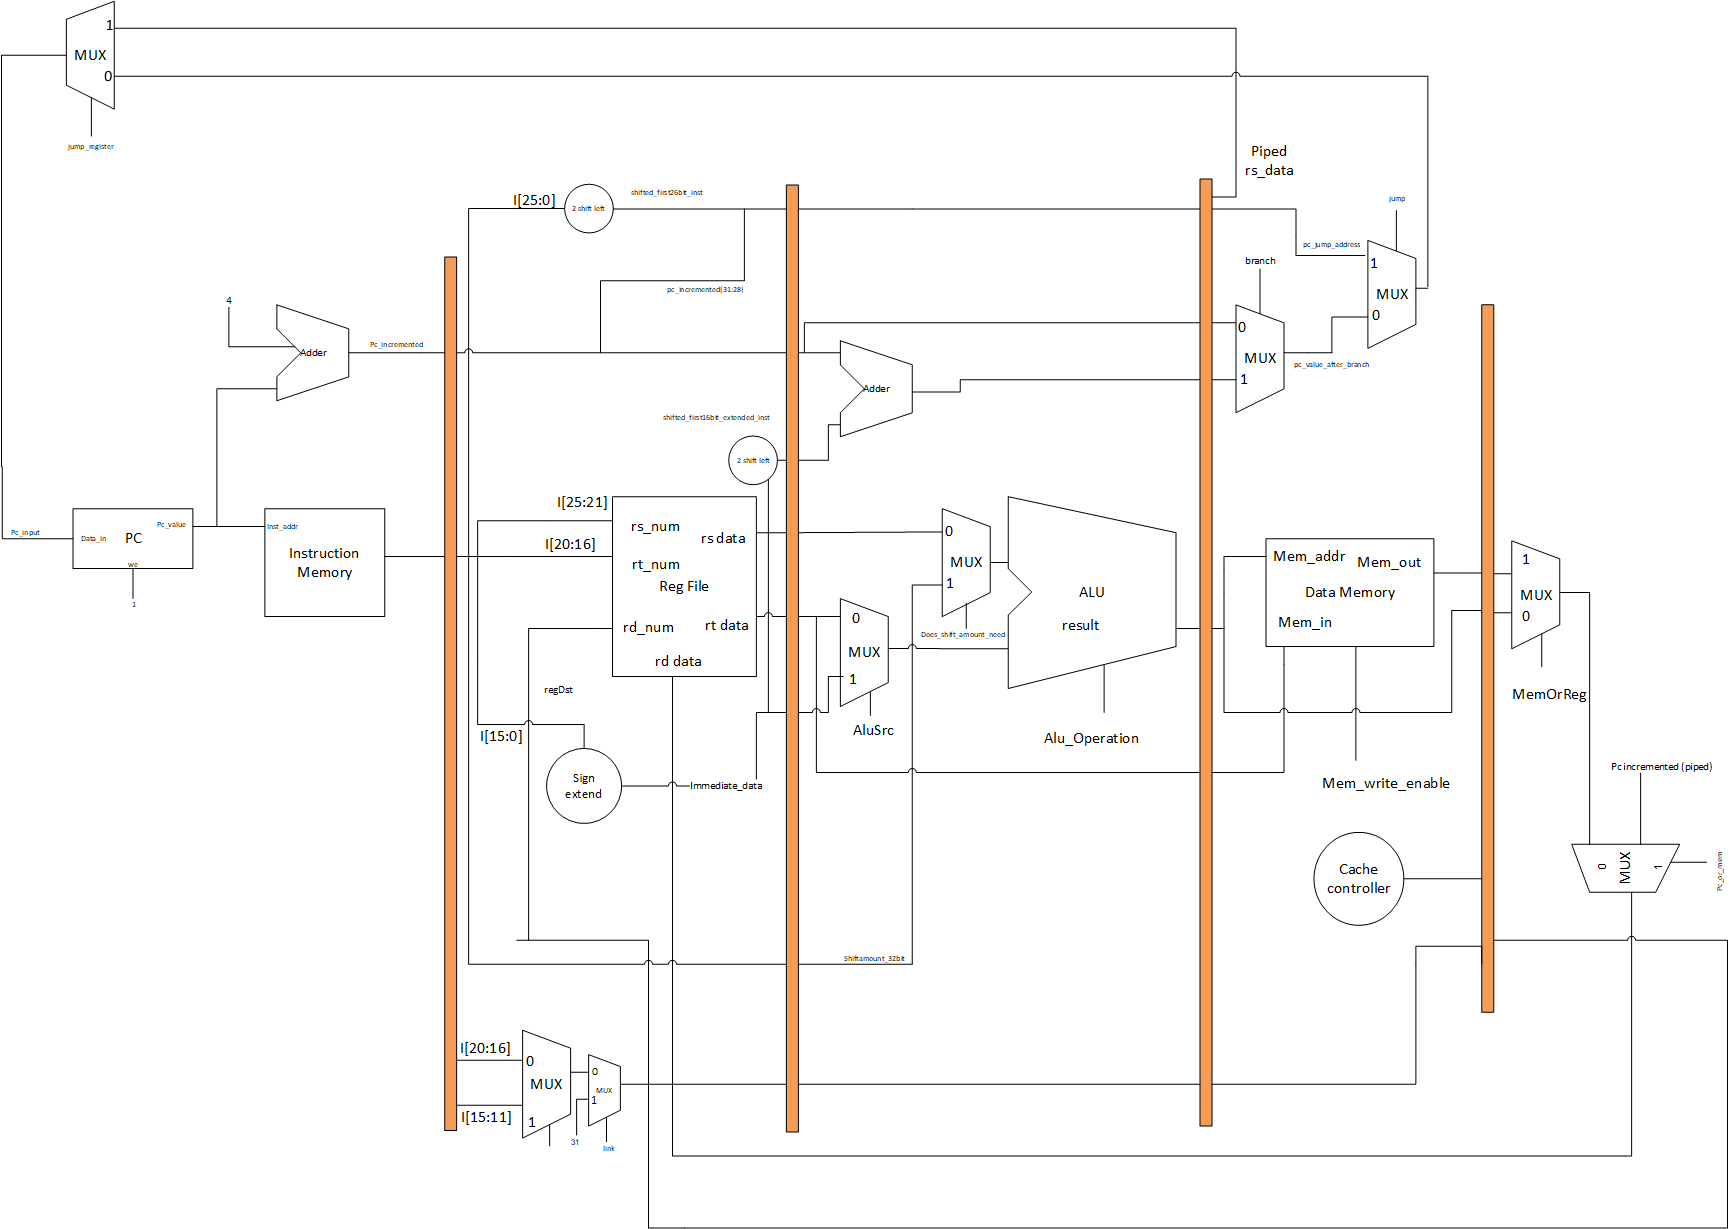 1
MUX
0
jump_register
Piped
rs_data
I[25:0]
2 shift left
shifted_first26bit_inst
jump
pc_jump_address
1
MUX
0
branch
pc_incremented(31:28)
4
Adder
Pc_incremented
0
MUX
1
pc_value_after_branch
Adder
shifted_first16bit_extended_inst
2 shift left
Pc_input
Data_in
PC
Pc_value
we
1
Inst_addr
Instruction
Memory
I[25:21]
I[20:16]
rs_num
rs data
rt_num
Reg File
rd_num
rt data
rd data
0
MUX
1
Does_shift_amount_need
0
MUX
1
AluSrc
ALU
result
Alu_Operation
Mem_addr
Mem_out
Data Memory
Mem_in
Mem_write_enable
1
MUX
0
MemOrReg
regDst
I[15:0]
Sign
extend
Immediate_data
Pc incremented (piped)
0
MUX
1
Pc_or_mem
Cache
controller
Shiftamount_32bit
I[20:16]
0
MUX
I[15:11]
1
0
MUX
1
31
link